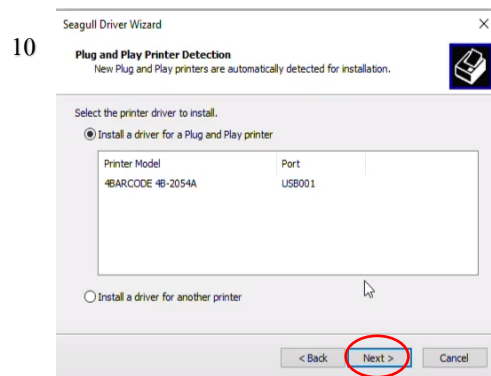 10
Seagull Driver Wizard
Plug and Play Printer Detection
New Plug and Play printers are automatically detected for installation.
Select the printer driver to install.
Install a driver for a Plug and Play printer
Printer Model Port
4BARCODE 4B-2054A USB001
Install a driver for another printer
< Back Next > Cancel